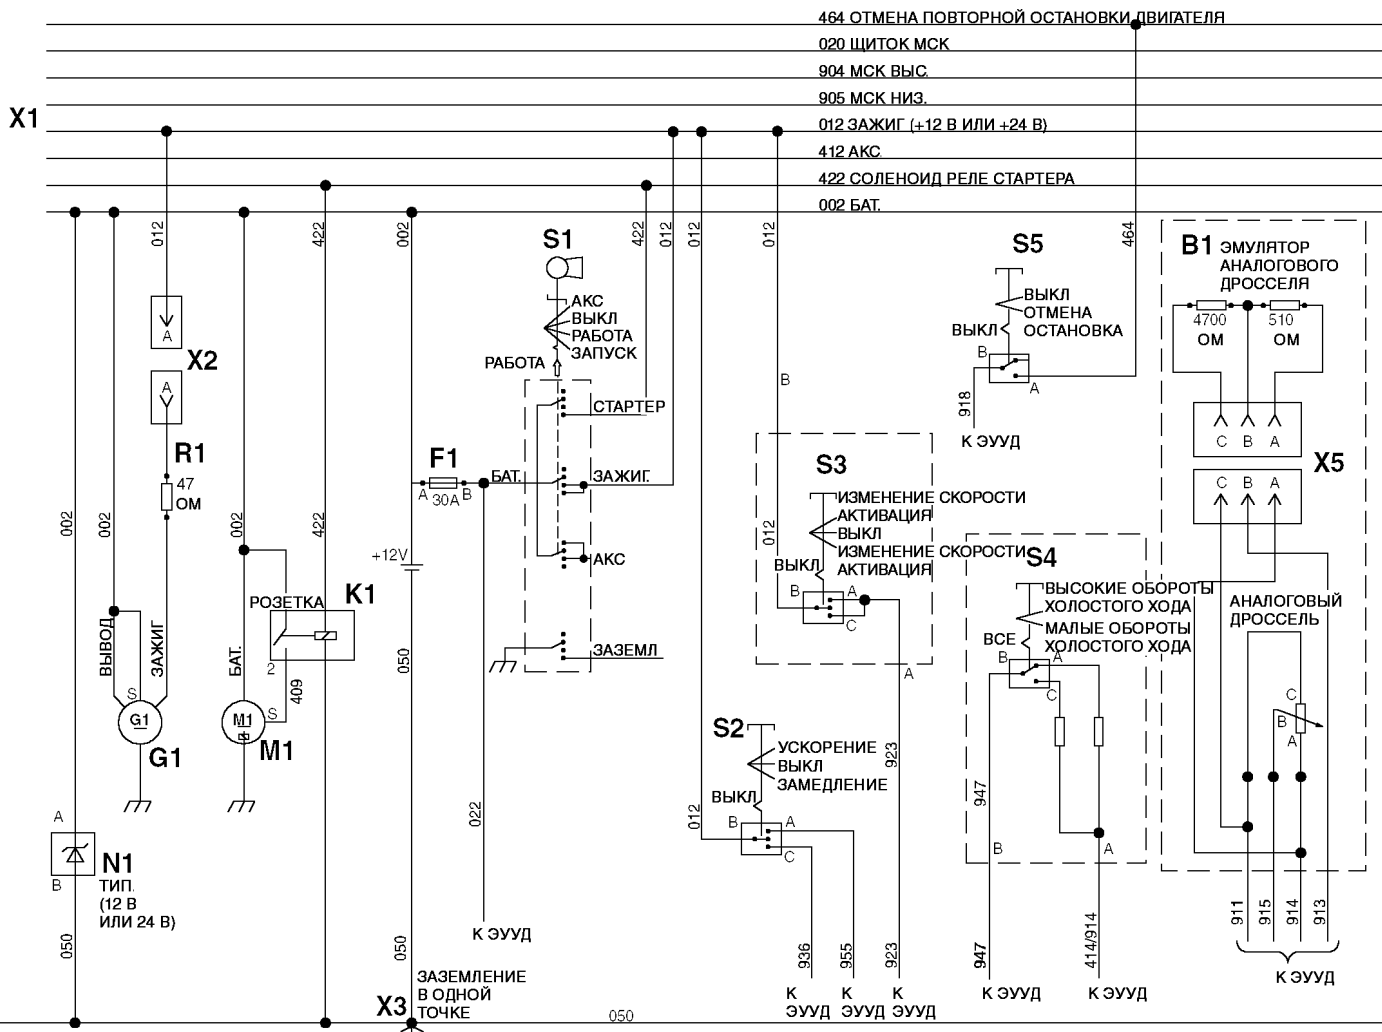 464 ОТМЕНА ПОВТОРНОЙ ОСТАНОВКИ ДВИГАТЕЛЯ
020 ЩИТОК МСК
904 МСК ВЫС.
905 МСК НИЗ.
X1
012 ЗАЖИГ (+12 В ИЛИ +24 В)
412 АКС
422 СОЛЕНОИД РЕЛЕ СТАРТЕРА
002 БАТ.
012
422
002
422
012
012
012
464
S1
АКС
ВЫКЛ
РАБОТА
ЗАПУСК
РАБОТА
S5
ВЫКЛ
ОТМЕНА
ОСТАНОВКА
ВЫКЛ
B
A
918
К ЭУУД
B1
ЭМУЛЯТОР
АНАЛОГОВОГО
ДРОССЕЛЯ
4700
ОМ
510
ОМ
C B A
X5
C B A
A
X2
A
R1
47
ОМ
СТАРТЕР
F1
A 30A B
БАТ.
ЗАЖИГ.
АКС
ЗАЗЕМЛ
+12V
B
S3
ИЗМЕНЕНИЕ СКОРОСТИ
АКТИВАЦИЯ
ВЫКЛ
ИЗМЕНЕНИЕ СКОРОСТИ
АКТИВАЦИЯ
ВЫКЛ
012
B
A
C
A
S4
ВЫСОКИЕ ОБОРОТЫ
ХОЛОСТОГО ХОДА
МАЛЫЕ ОБОРОТЫ
ХОЛОСТОГО ХОДА
ВСЕ
B
A
C
АНАЛОГОВЫЙ
ДРОССЕЛЬ
C
B
A
002
002
002
422
РОЗЕТКА
K1
2
409
ВЫВОД
ЗАЖИГ
БАТ.
S
G1
G1
M1
S
M1
050
022
S2
УСКОРЕНИЕ
ВЫКЛ
ЗАМЕДЛЕНИЕ
ВЫКЛ
012
B
A
C
923
947
B
A
A
N1
B
ТИП.
(12 В
ИЛИ 24 В)
050
050
К ЭУУД
936
955
923
947
414/914
911
915
914
913
К ЭУУД
К ЭУУД
К ЭУУД
К
ЭУУД
К
ЭУУД
К
ЭУУД
ЗАЗЕМЛЕНИЕ
В ОДНОЙ
ТОЧКЕ
X3
050